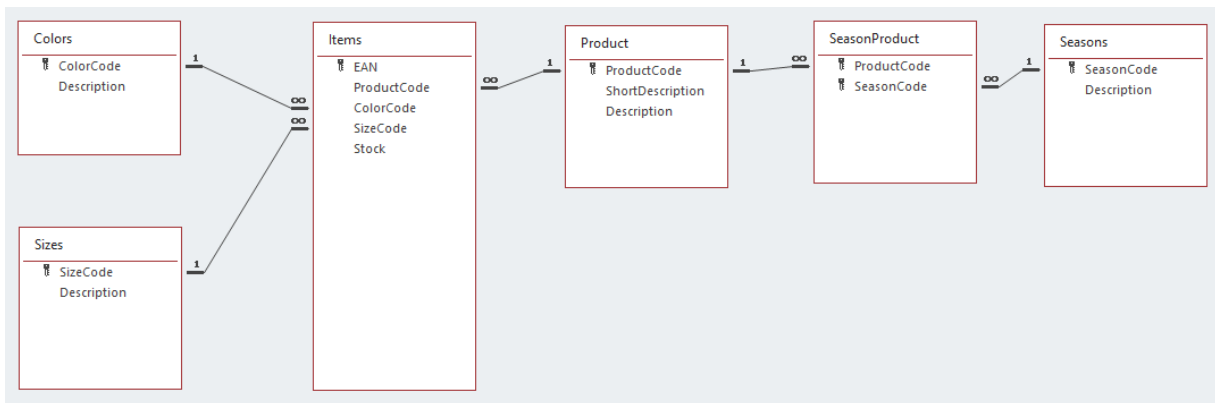 Colors
ColorCode
Description
1
Sizes
SizeCode
Description
1
Items
EAN
ProductCode
ColorCode
SizeCode
Stock
∞
∞
∞
Product
ProductCode
ShortDescription
Description
1
1
SeasonProduct
ProductCode
SeasonCode
∞
∞
Seasons
SeasonCode
Description
1